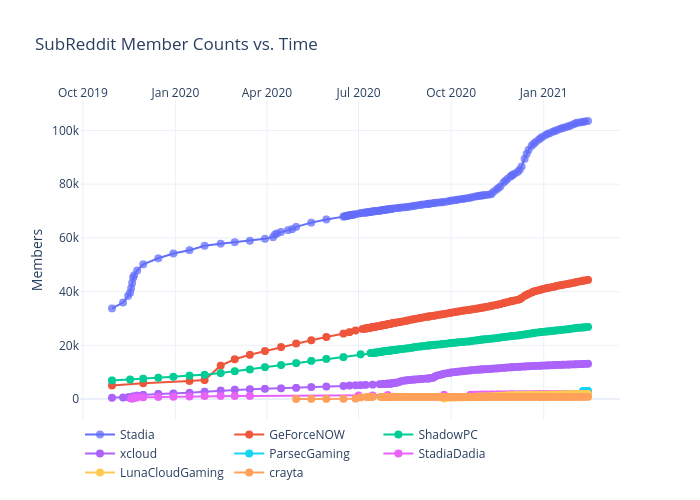 SubReddit Member Counts vs. Time
Oct 2019 Jan 2020 Apr 2020 Jul 2020 Oct 2020 Jan 2021
100k
80k
60k
40k
20k
0
Members
Stadia GeForceNOW ShadowPC
xcloud ParsecGaming StadiaDadia
LunaCloudGaming crayta